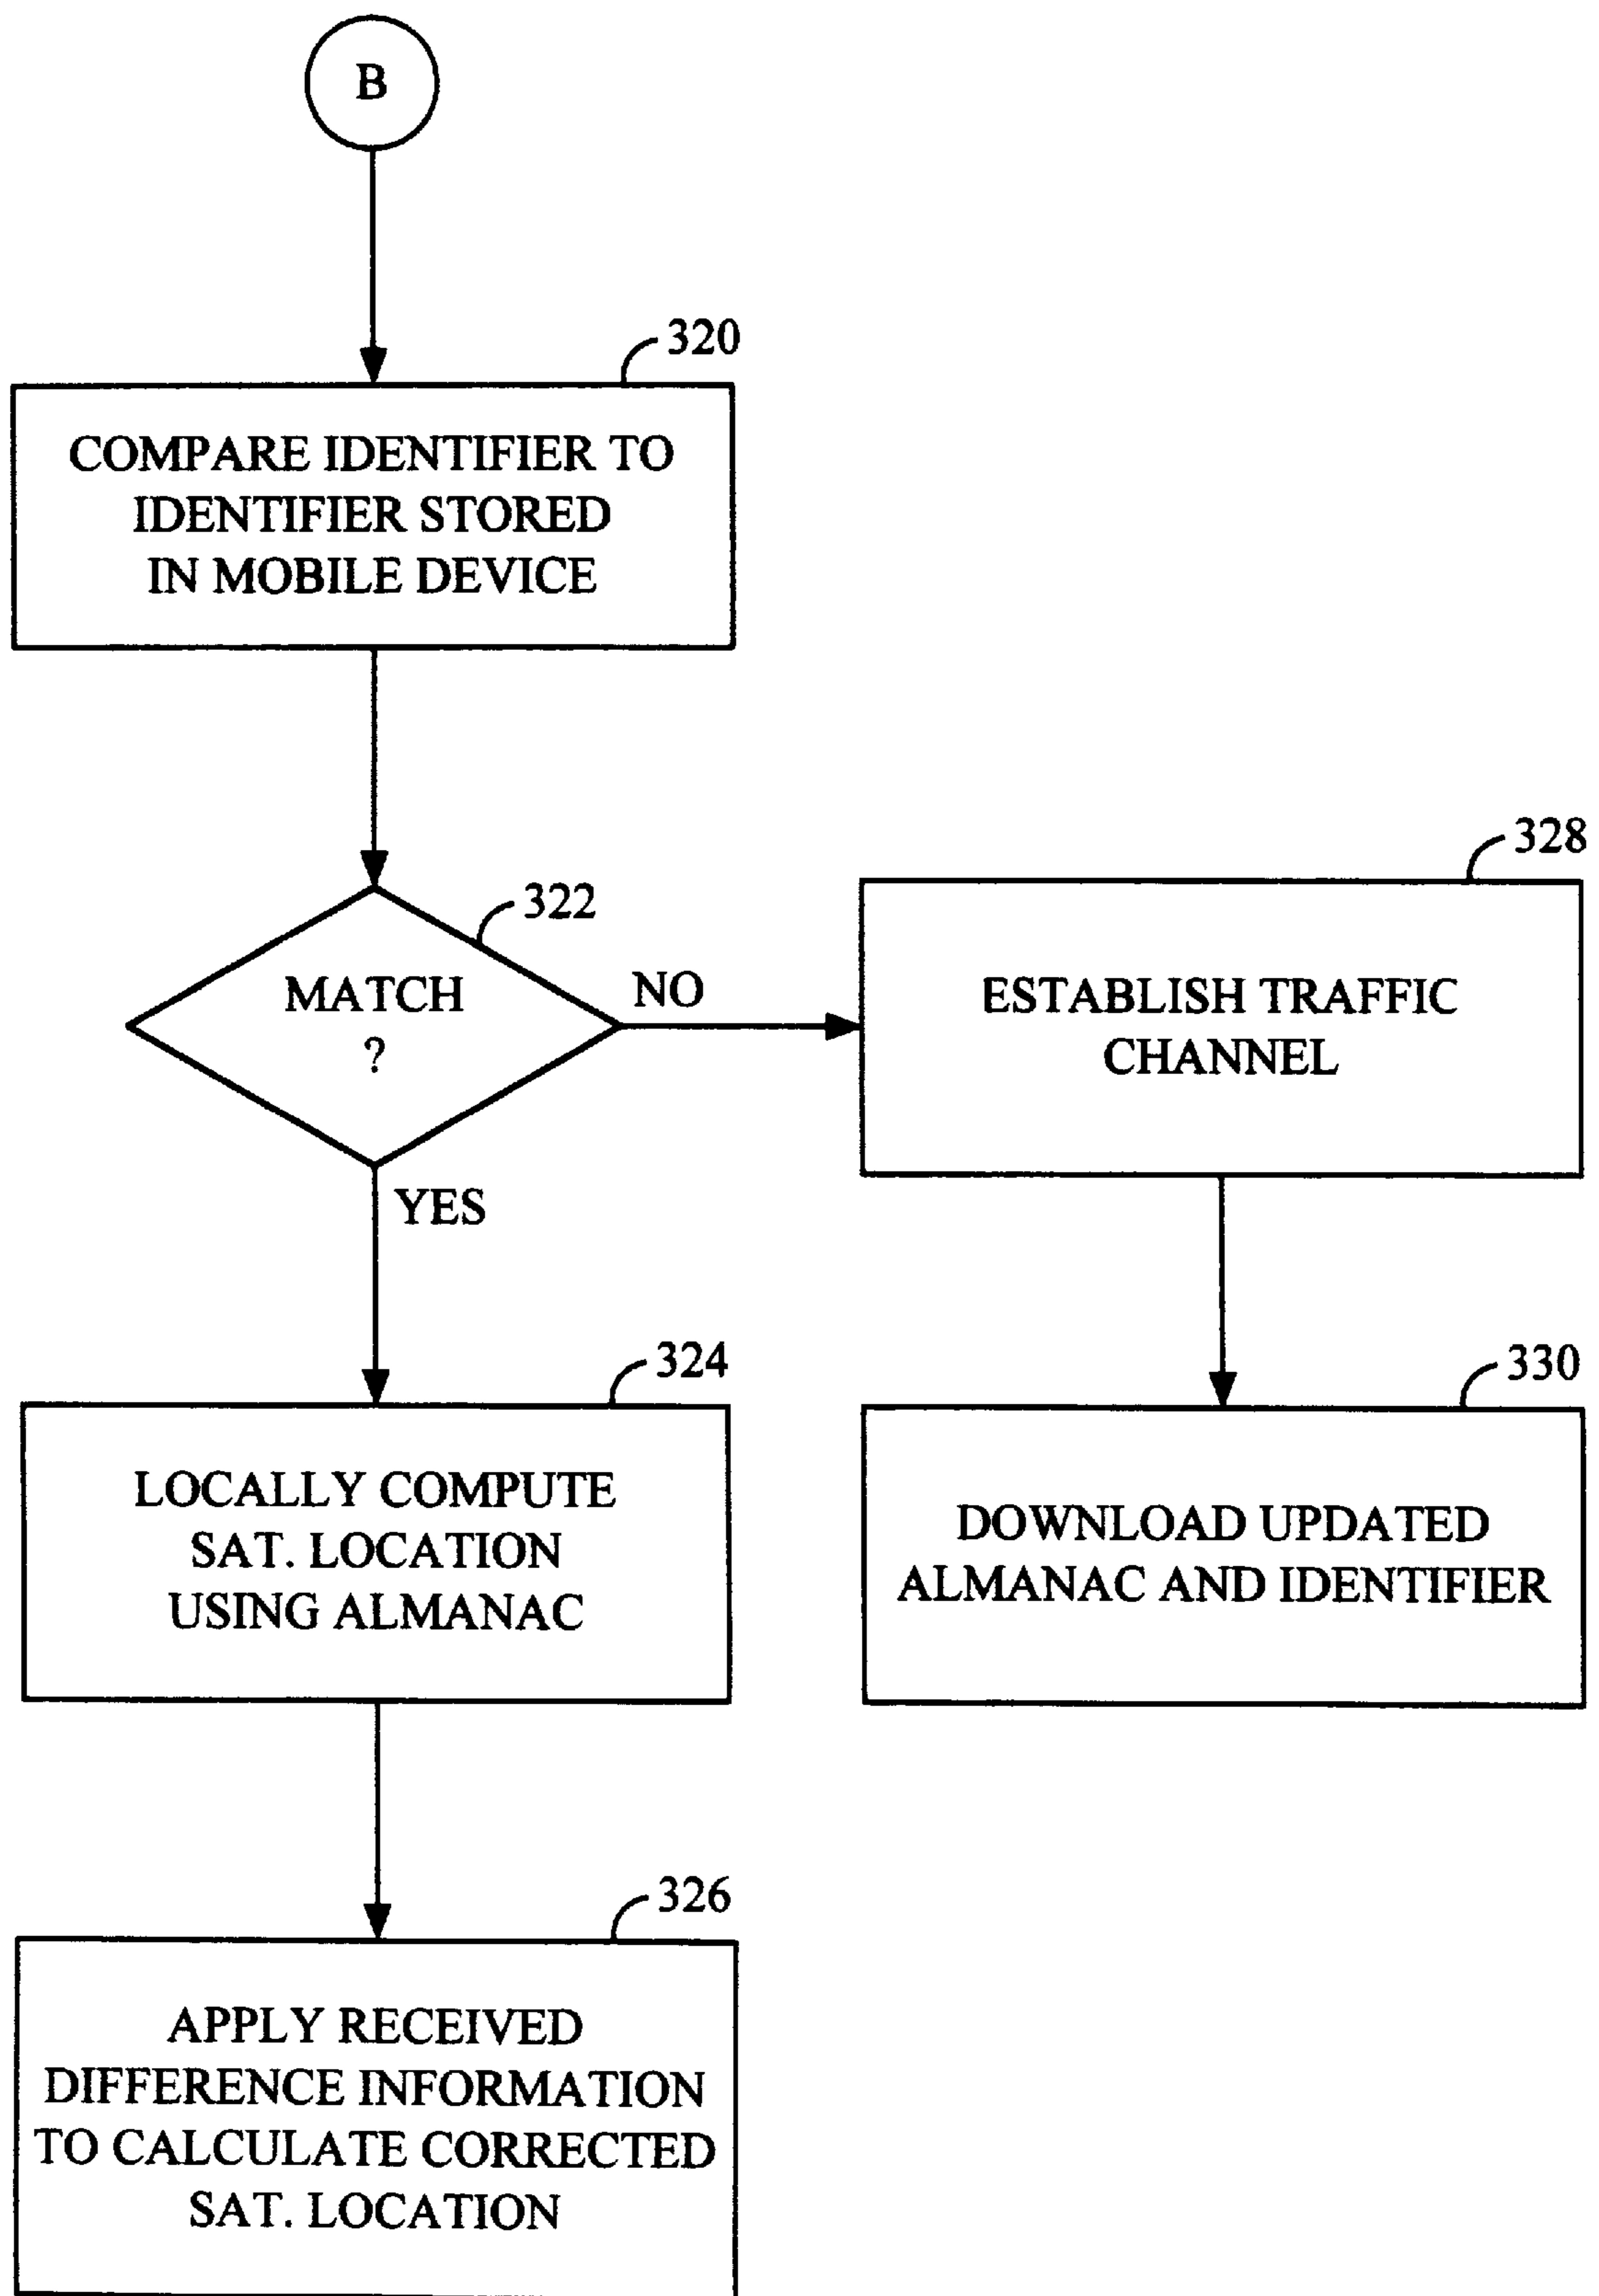 B
320
COMPARE IDENTIFIER TO
IDENTIFIER STORED
IN MOBILE DEVICE
322
MATCH
?
NO
YES
328
ESTABLISH TRAFFIC
CHANNEL
324
LOCALLY COMPUTE
SAT. LOCATION
USING ALMANAC
330
DOWNLOAD UPDATED
ALMANAC AND IDENTIFIER
326
APPLY RECEIVED
DIFFERENCE INFORMATION
TO CALCULATE CORRECTED
SAT. LOCATION